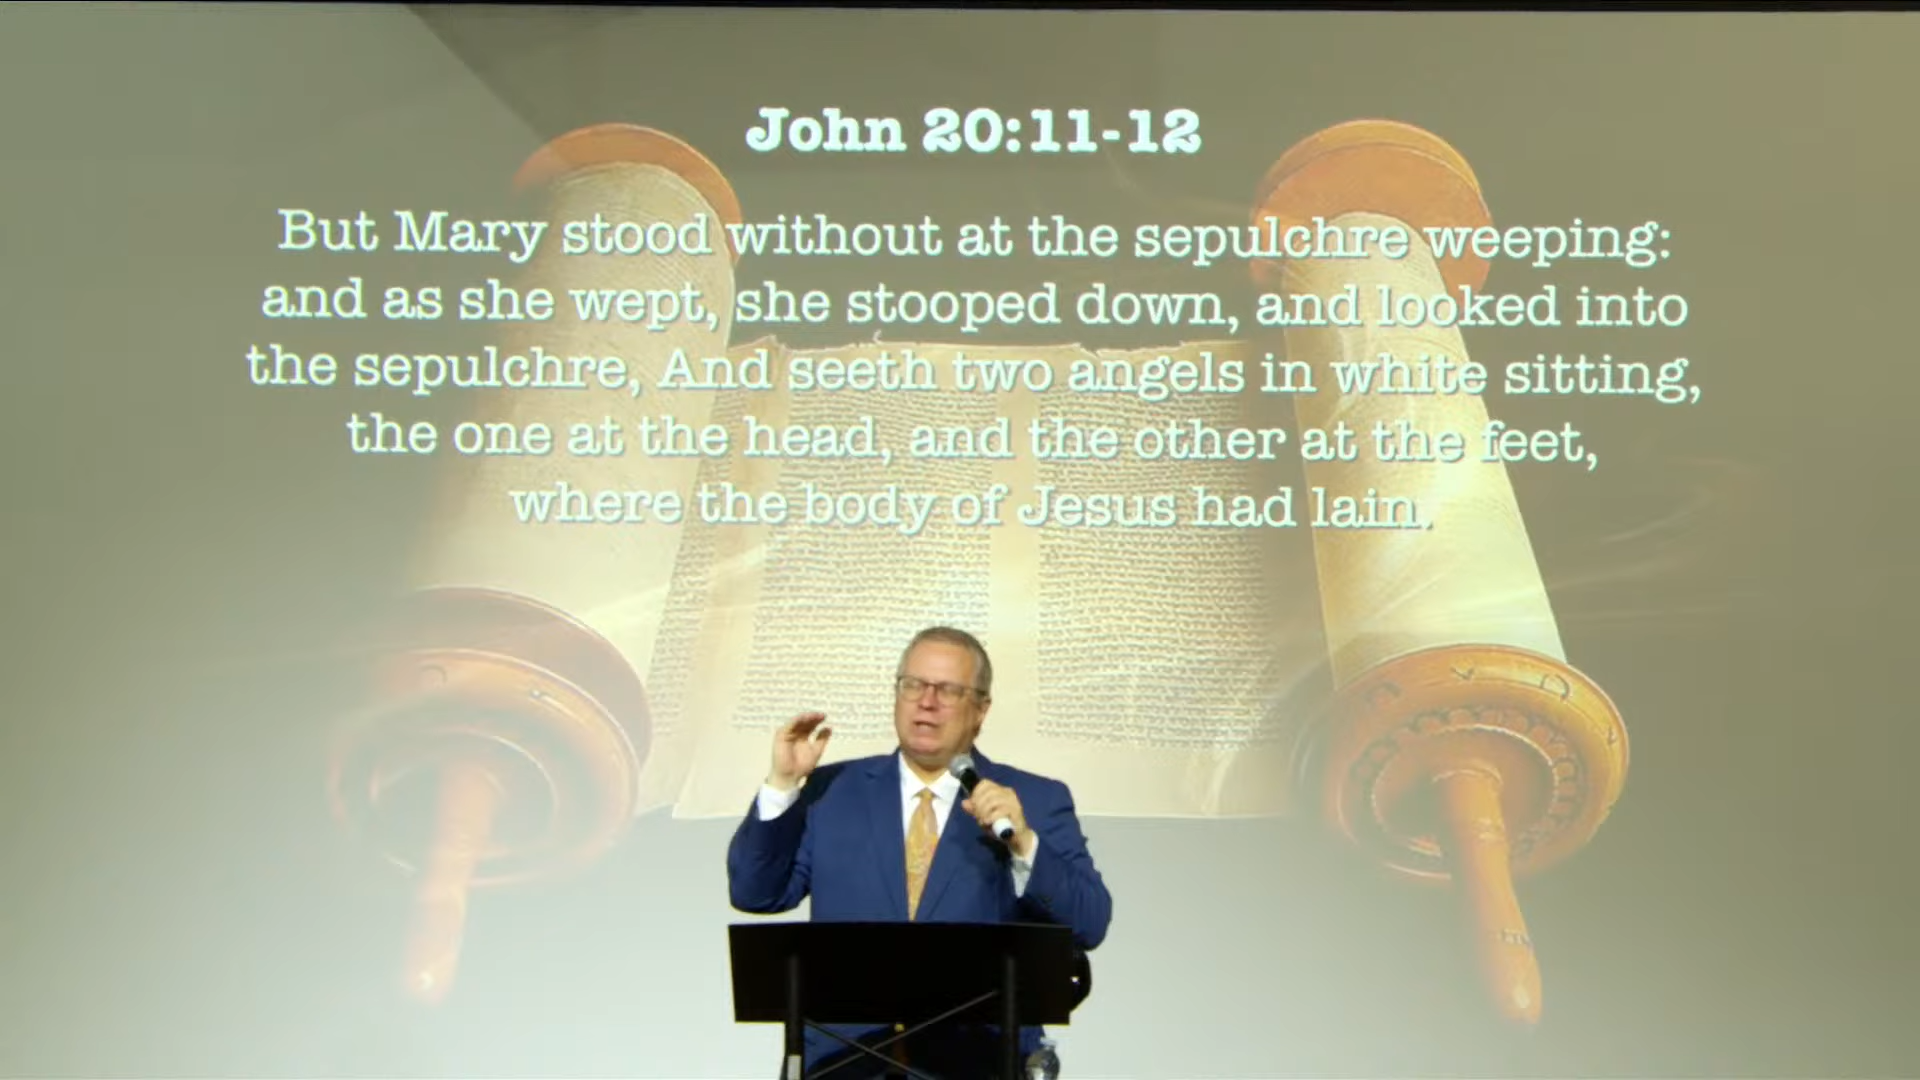 John 20:11-12
But Mary stood without at the sepulchre weeping:
and as she wept, she stooped down, and looked into
the sepulchre, And seeth two angels in white sitting,
the one at the head, and the other at the feet,
where the body of Jesus had lain.